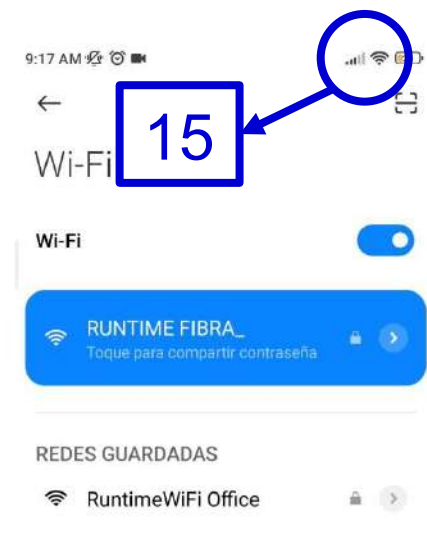 9:17 AM
15
Wi-Fi
Wi-Fi
RUNTIME FIBRA_
Toque para compartir contraseña
REDES GUARDADAS
RuntimeWiFi Office